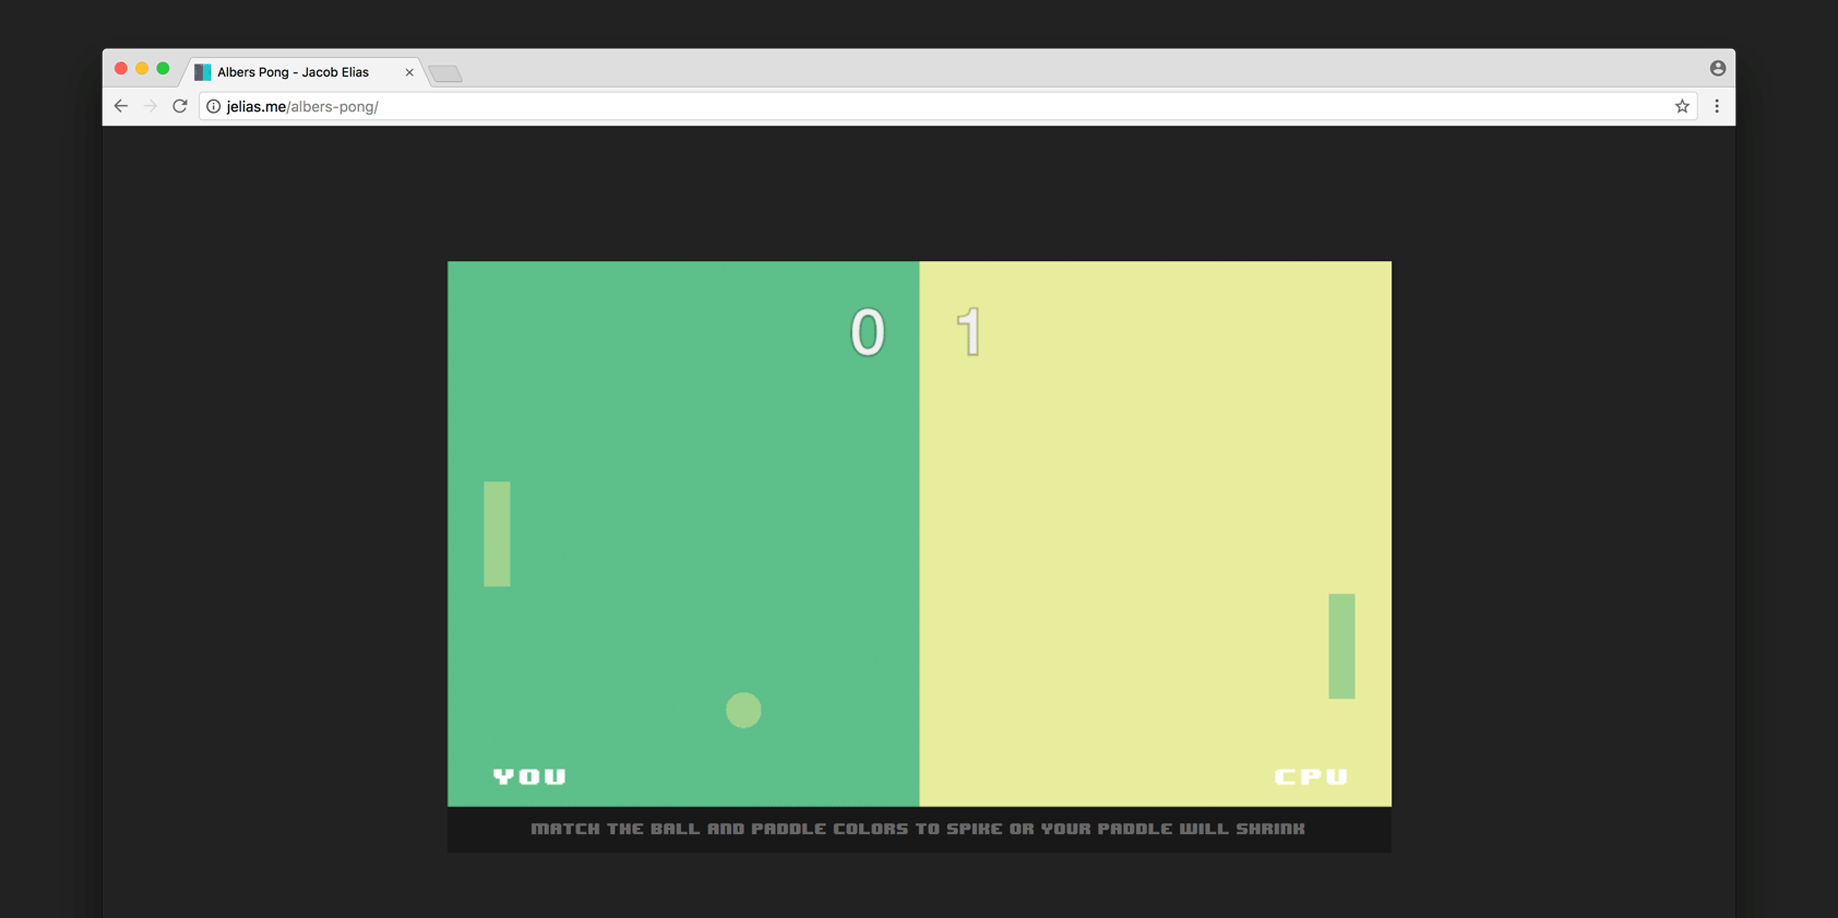 Albers Pong - Jacob Elias
jelias.me/albers-pong/
0 1
YOU CPU
MATCH THE BALL AND PADDLE COLORS TO SPIKE OR YOUR PADDLE WILL SHRINK